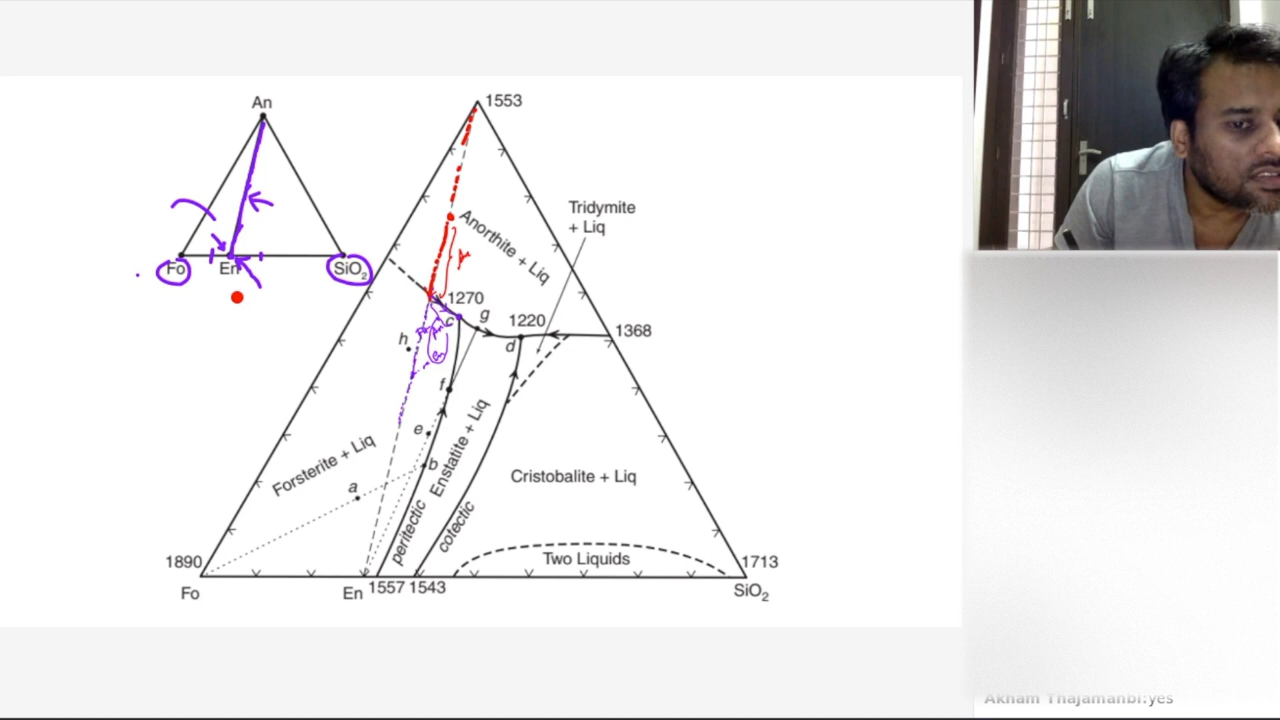 An
Fo
En
SiO2
1553
Anorthite + Liq
Tridymite
+ Liq
1270
c
g
1220
d
1368
h
f
e
b
a
Forsterite + Liq
Enstatite + Liq
Cristobalite + Liq
peritectic
cotectic
Two Liquids
1890
1713
Fo
En
1557
1543
SiO2
Akham Thajamanbi:yes